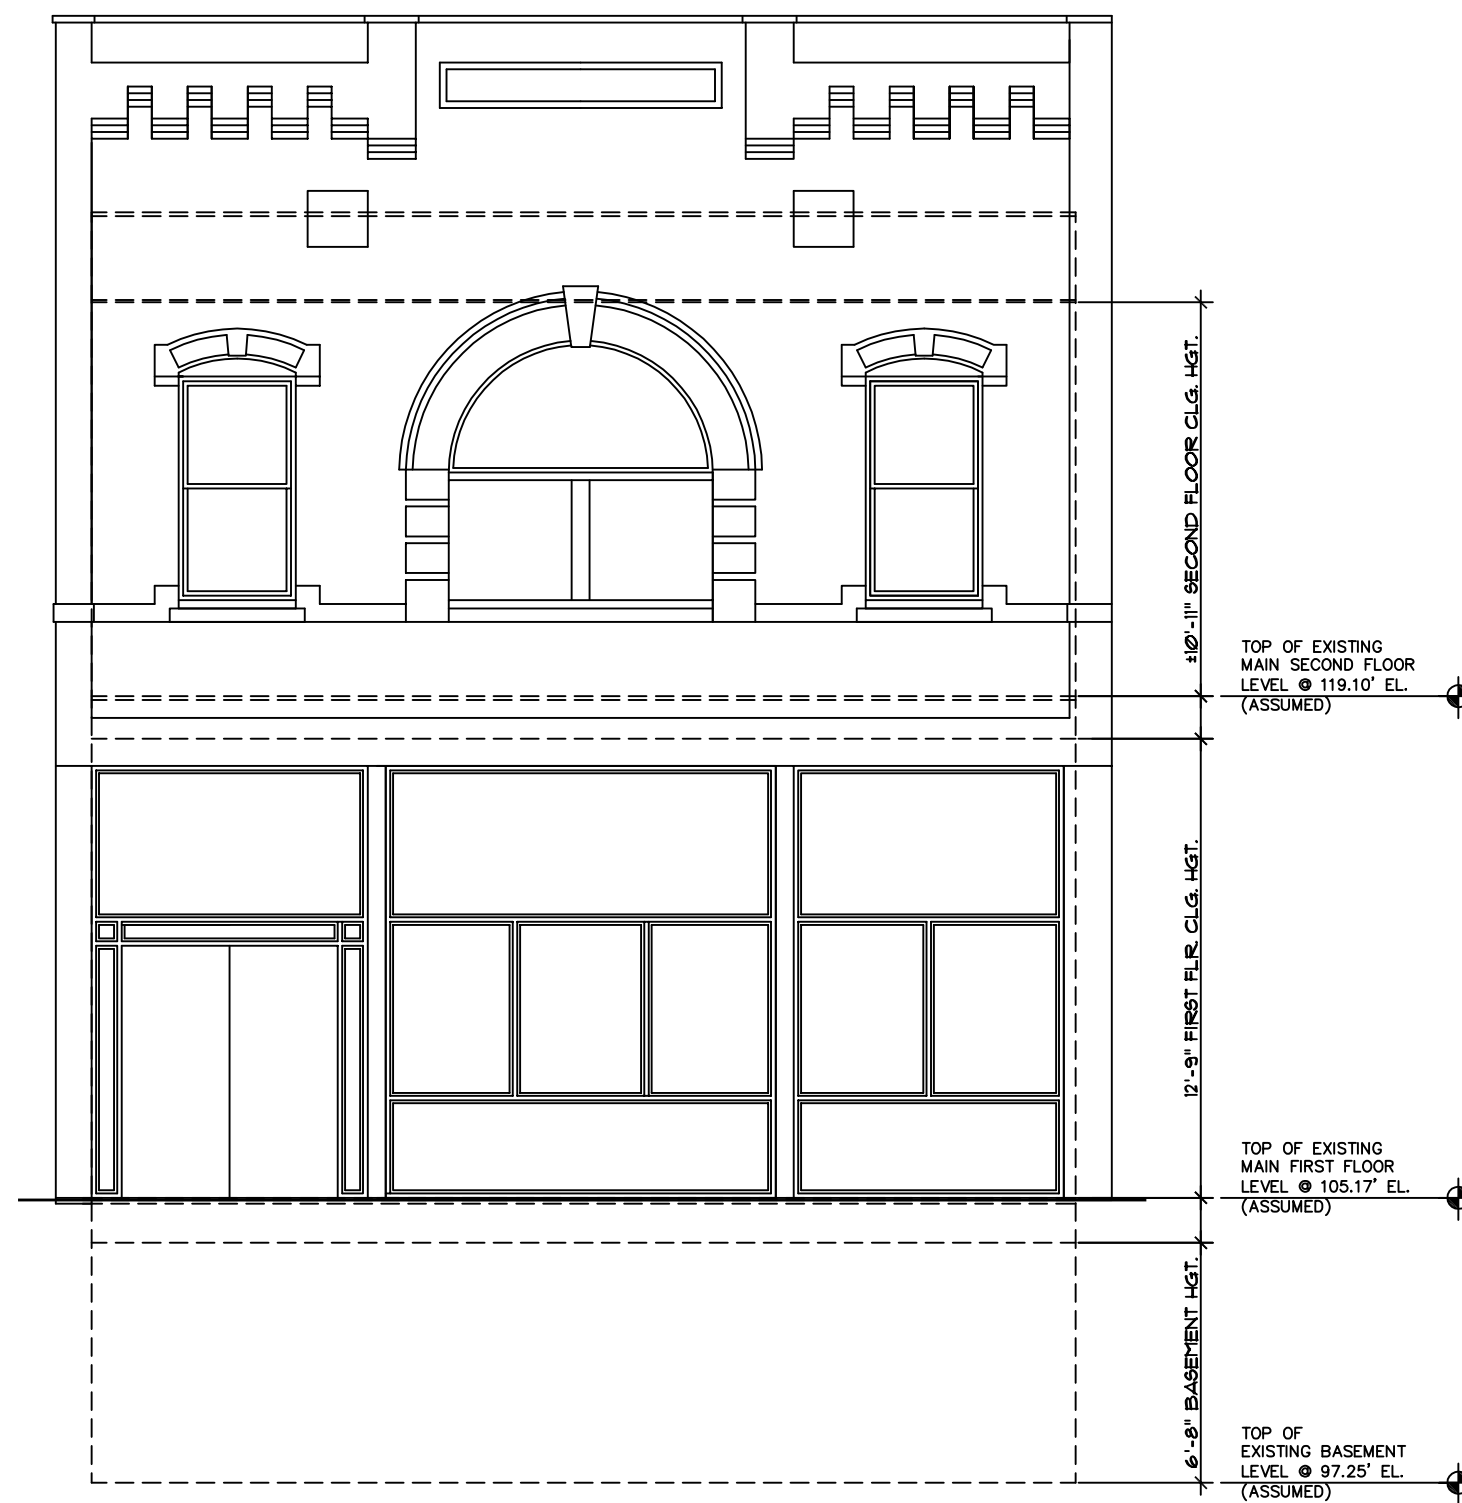 ±10'-11" SECOND FLOOR CLG. HGT.
TOP OF EXISTING
MAIN SECOND FLOOR
LEVEL @ 119.10' EL.
(ASSUMED)
12'-9" FIRST FLR. CLG. HGT.
TOP OF EXISTING
MAIN FIRST FLOOR
LEVEL @ 105.17' EL.
(ASSUMED)
6'-8" BASEMENT HGT.
TOP OF
EXISTING BASEMENT
LEVEL @ 97.25' EL.
(ASSUMED)